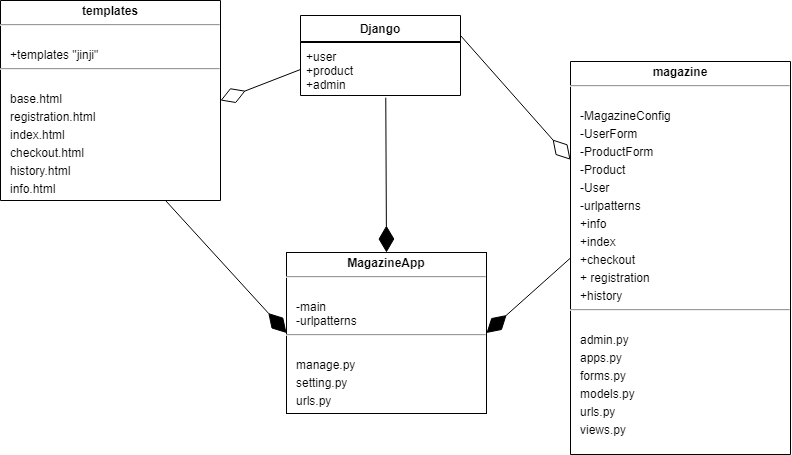 templates
+templates "jinji"
base.html
registration.html
index.html
checkout.html
history.html
info.html
Django
+user
+product
+admin
magazine
-MagazineConfig
-UserForm
-ProductForm
-Product
-User
-urlpatterns
+info
+index
+checkout
+ registration
+history
admin.py
apps.py
forms.py
models.py
urls.py
views.py
MagazineApp
-main
-urlpatterns
manage.py
setting.py
urls.py